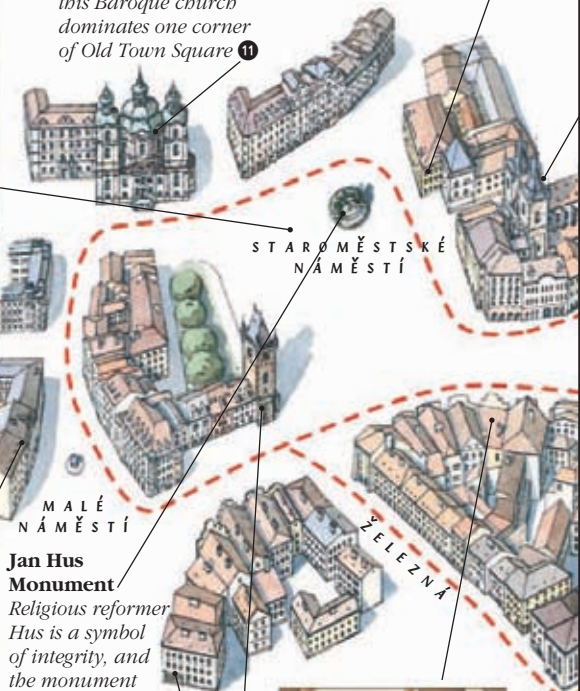 this Baroque church
dominates one corner
of Old Town Square 11
STAROMĚSTSKÉ
NÁMĚSTÍ
MALÉ
NÁMĚSTÍ
ŽELEZNÁ
Jan Hus
Monument
Religious reformer
Hus is a symbol
of integrity, and
the monument